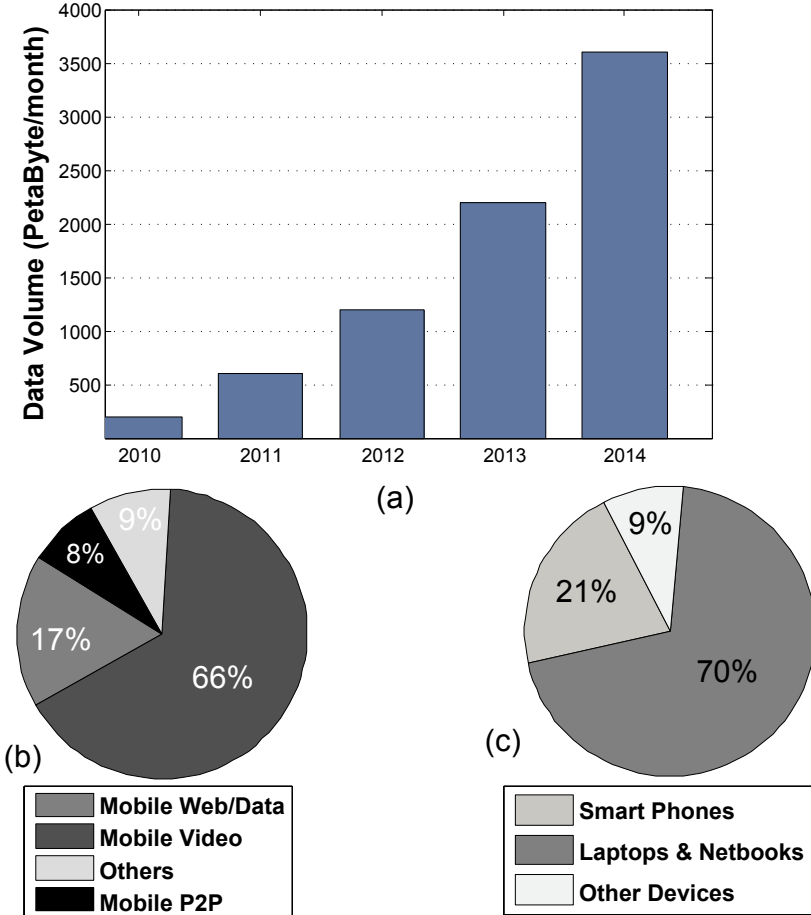 4000
3500
3000
2500
2000
1500
1000
500
Data Volume (PetaByte/month)
2010 2011 2012 2013 2014
(a)
9%
8%
17%
66%
(b)
Mobile Web/Data
Mobile Video
Others
Mobile P2P
9%
21%
70%
(c)
Smart Phones
Laptops & Netbooks
Other Devices